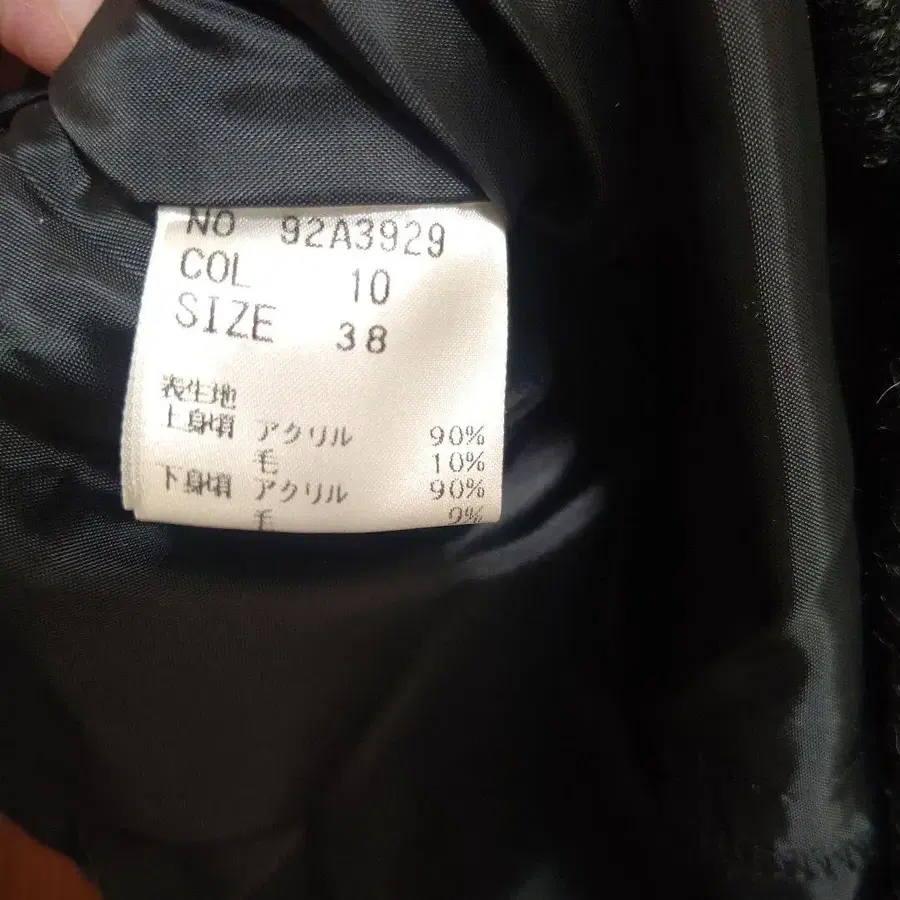 NO 92A3929
COL 10
SIZE 38
表生地
上身頃 アクリル 90%
毛 10%
下身頃 アクリル 90%
毛 9%